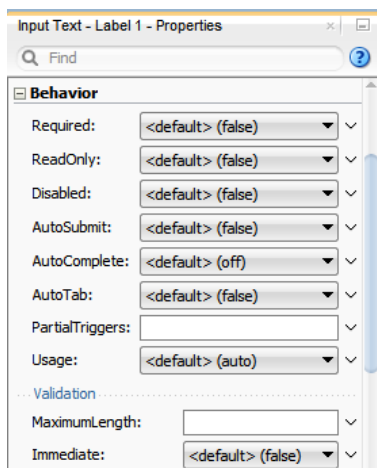 Input Text - Label 1 - Properties
Find
Behavior
Required: <default> (false)
ReadOnly: <default> (false)
Disabled: <default> (false)
AutoSubmit: <default> (false)
AutoComplete: <default> (off)
AutoTab: <default> (false)
PartialTriggers:
Usage: <default> (auto)
Validation
MaximumLength:
Immediate: <default> (false)